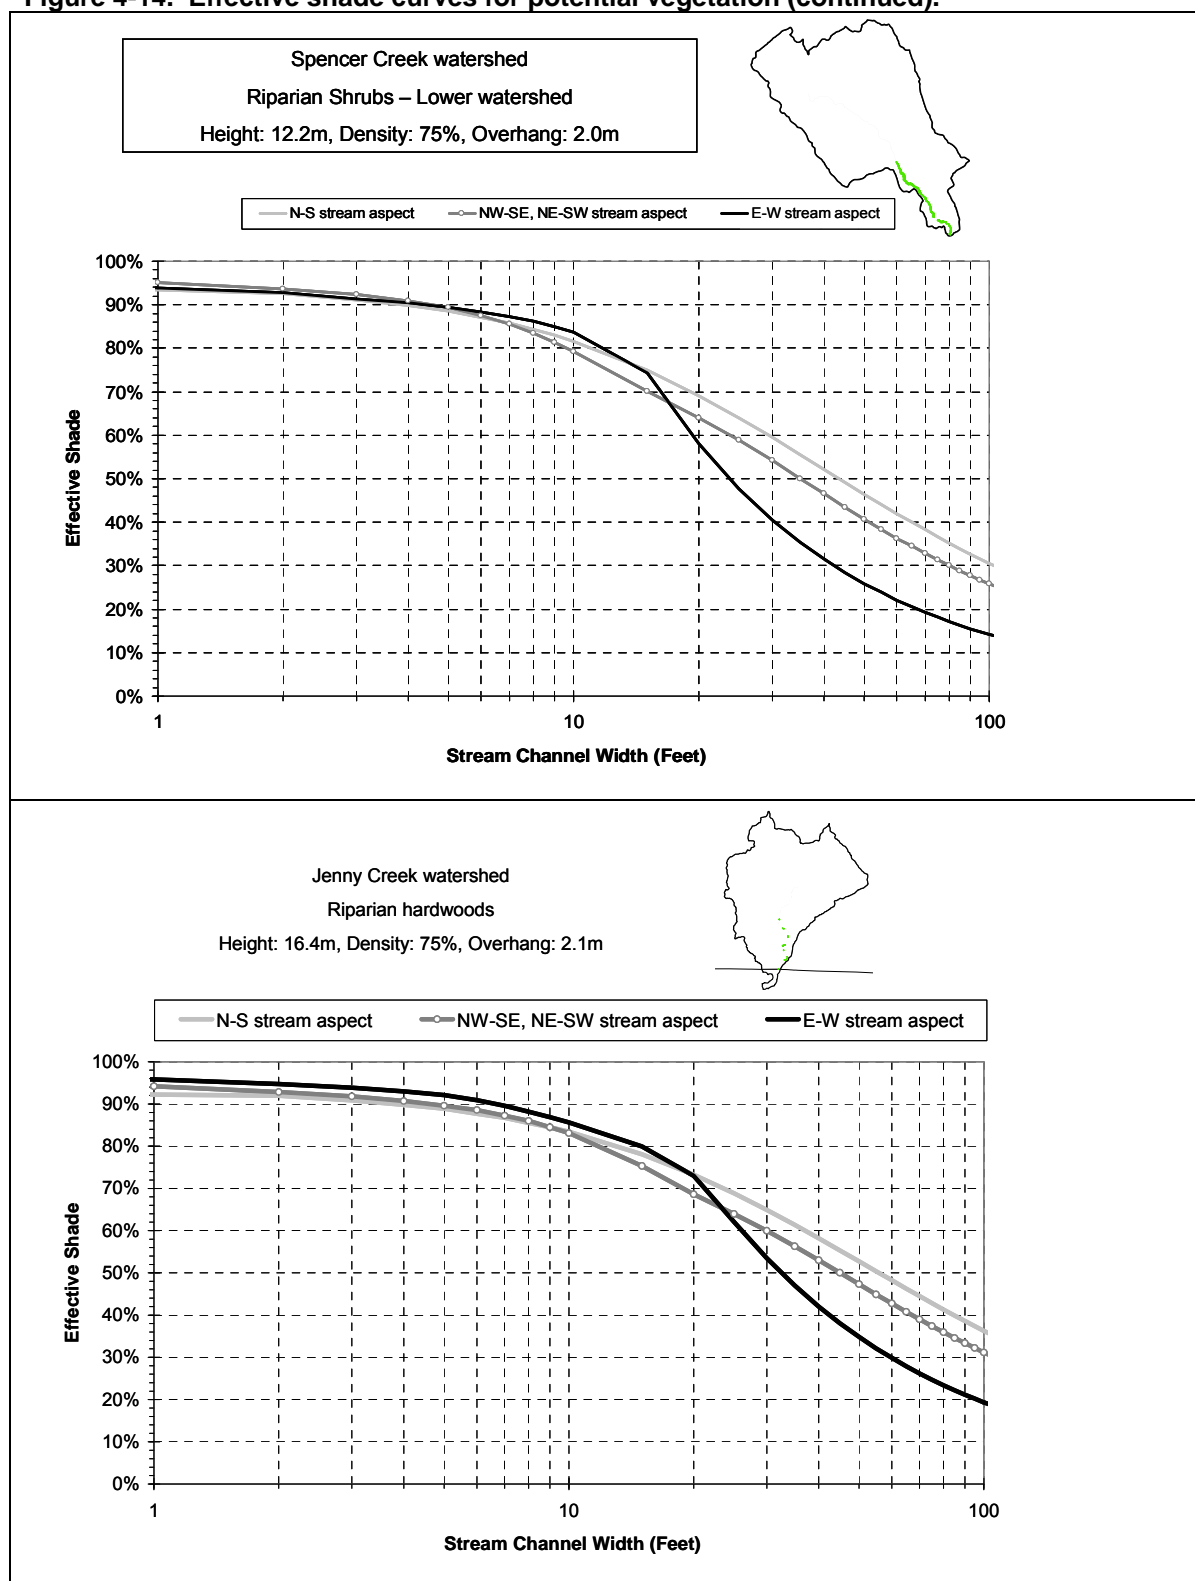 Figure 4-14. Effective shade curves for potential vegetation (continued).
Spencer Creek watershed
Riparian Shrubs – Lower watershed
Height: 12.2m, Density: 75%, Overhang: 2.0m
N-S stream aspect NW-SE, NE-SW stream aspect E-W stream aspect
100%
90%
80%
70%
60%
50%
40%
30%
20%
10%
0%
Effective Shade
1 10 100
Stream Channel Width (Feet)
Jenny Creek watershed
Riparian hardwoods
Height: 16.4m, Density: 75%, Overhang: 2.1m
N-S stream aspect NW-SE, NE-SW stream aspect E-W stream aspect
100%
90%
80%
70%
60%
50%
40%
30%
20%
10%
0%
Effective Shade
1 10 100
Stream Channel Width (Feet)